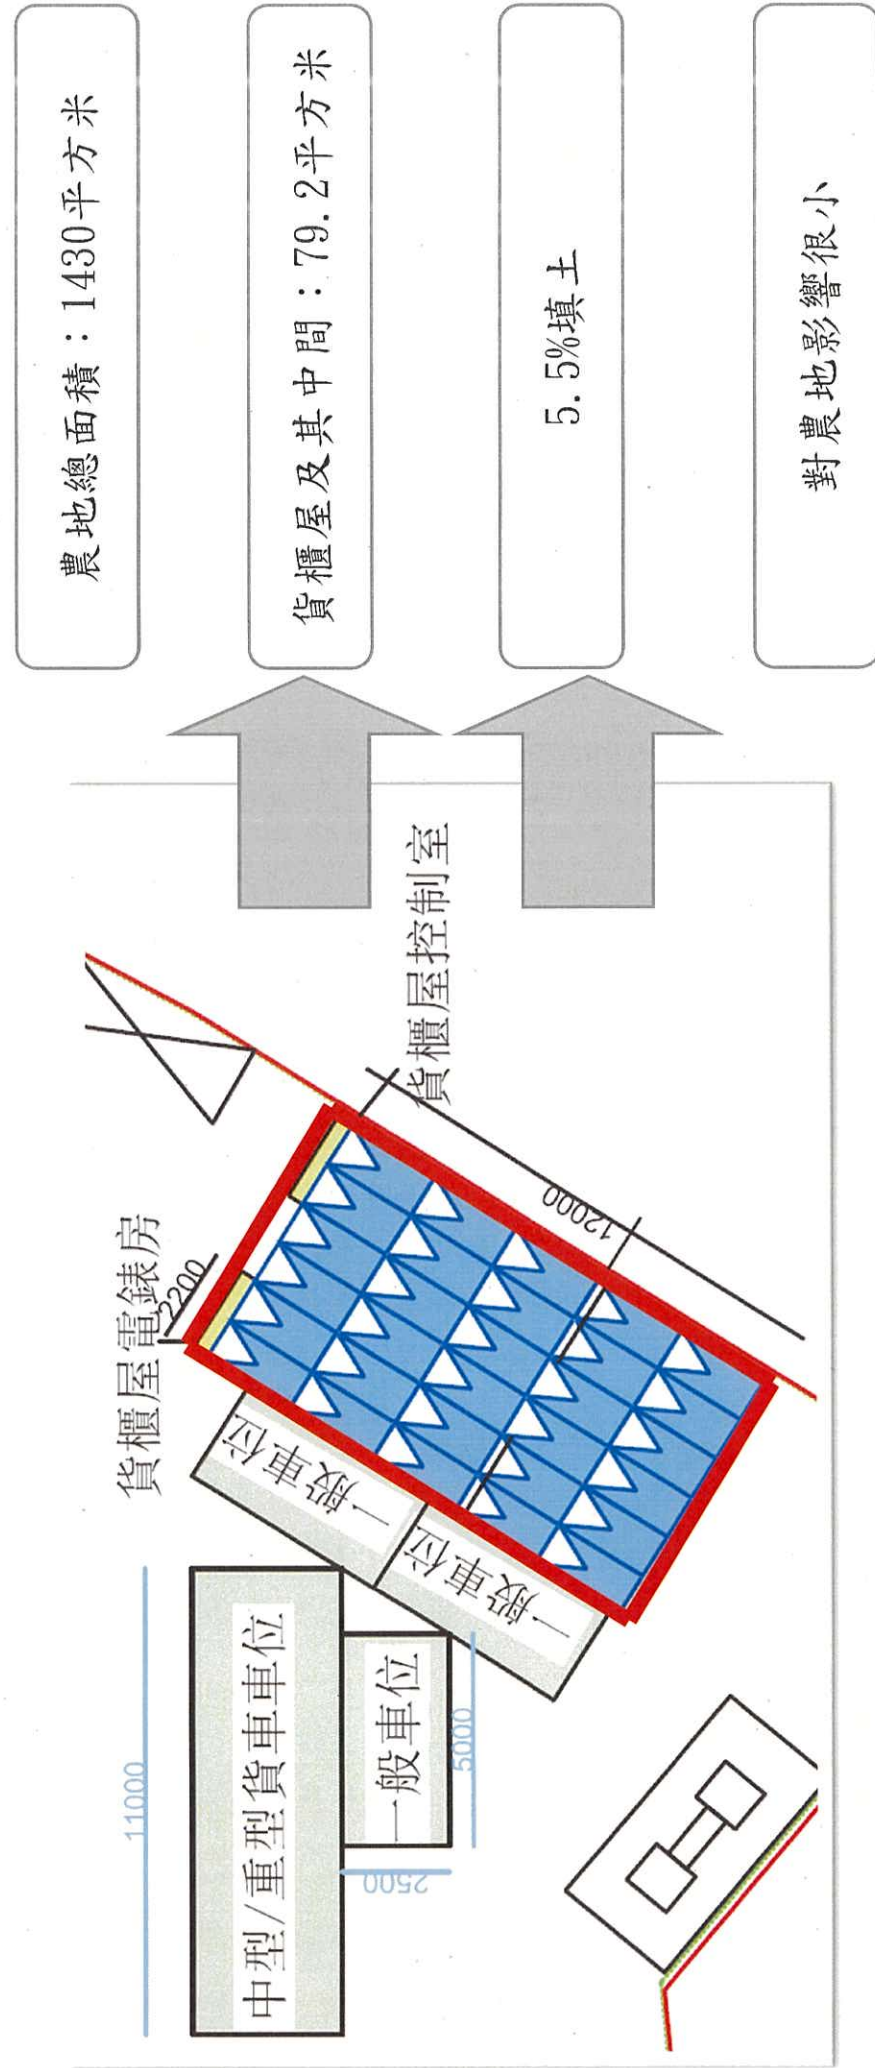 農地總面積：1430平方米
貨櫃屋及其中間：79.2平方米
5.5%填土
對農地影響很小
貨櫃屋電錶房
2200
貨櫃屋控制室
12000
一般車位
一般車位
11000
中型/重型貨車車位
一般車位
5000
2500